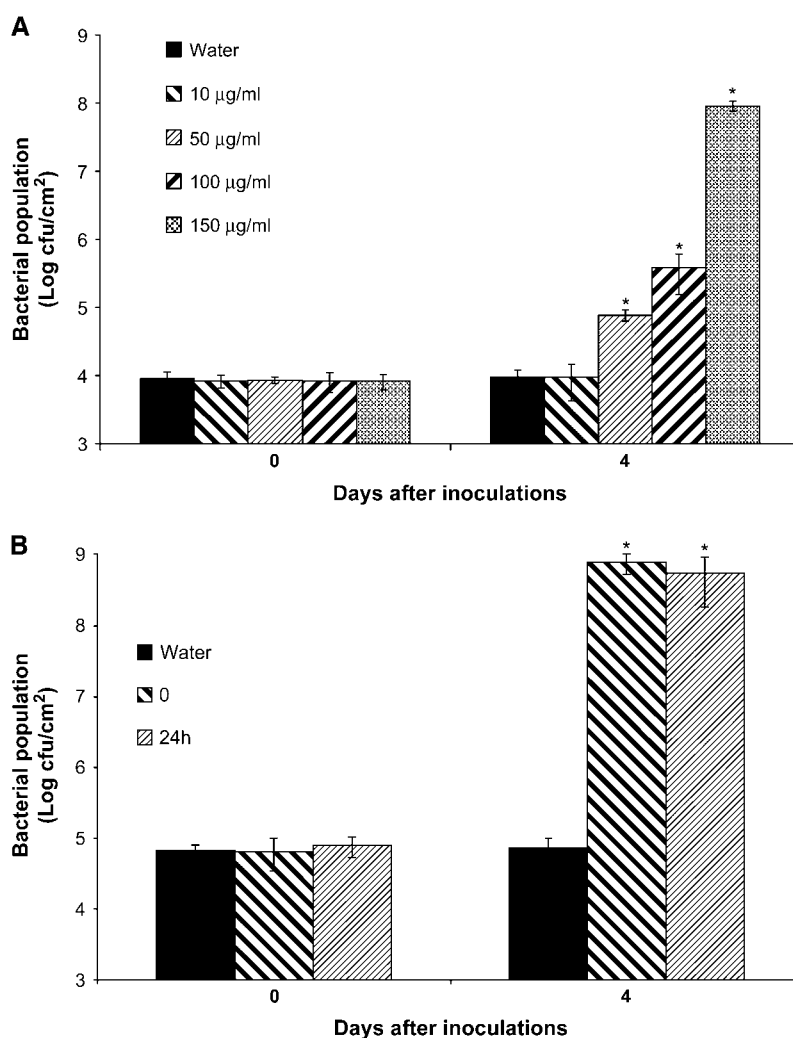 A
9
8
7
6
5
4
3
Bacterial population
(Log cfu/cm²)
Water
10 µg/ml
50 µg/ml
100 µg/ml
150 µg/ml
*
*
*
0
4
Days after inoculations
B
9
8
7
6
5
4
3
Bacterial population
(Log cfu/cm²)
Water
0
24h
*
*
0
4
Days after inoculations